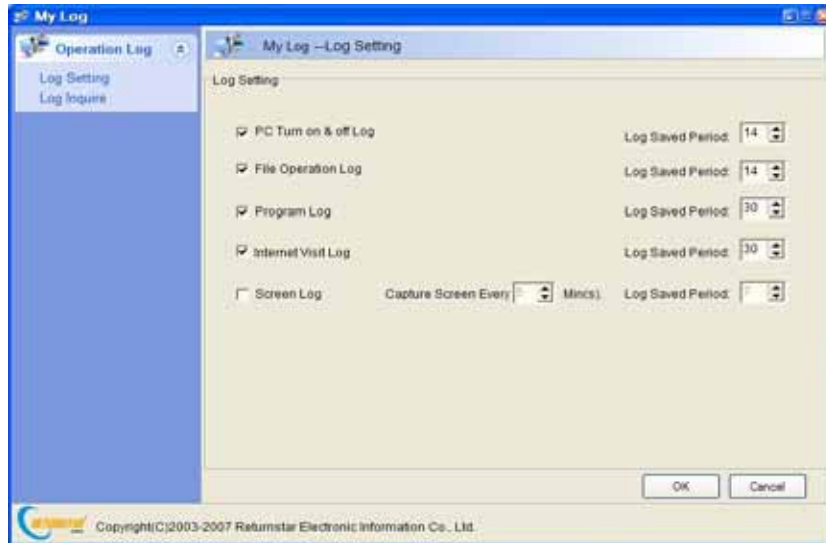 My Log
Operation Log
Log Setting
Log Inquire
My Log --Log Setting
Log Setting
PC Turn on & off Log
Log Saved Period: 14
File Operation Log
Log Saved Period: 14
Program Log
Log Saved Period: 30
Internet Visit Log
Log Saved Period: 30
Screen Log
Capture Screen Every
Log Saved Period:
OK
Cancel
Copyright(C)2003-2007 Returnstar Electronic Information Co., Ltd.